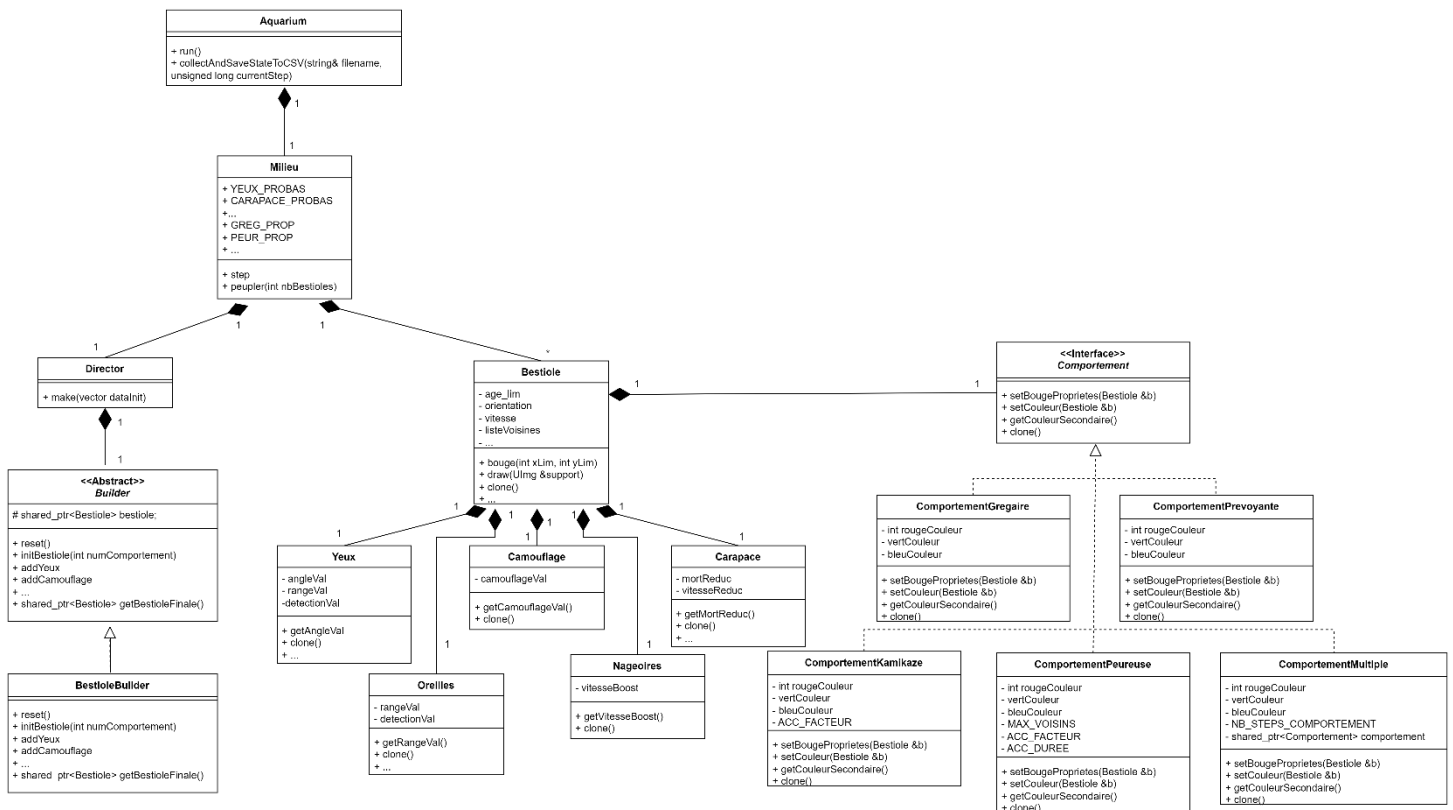 Aquarium
+ run()
+ collectAndSaveStateToCSV(string& filename,
unsigned long currentStep)
1
1
Milieu
+ YEUX_PROBAS
+ CARAPACE_PROBAS
+...
+ GREG_PROP
+ PEUR_PROP
+ ...
+ step
+ peupler(int nbBestioles)
1
1
1
*
Director
+ make(vector dataInit)
1
1
<<Abstract>>
Builder
# shared_ptr<Bestiole> bestiole;
+ reset()
+ initBestiole(int numComportement)
+ addYeux
+ addCamouflage
+ ...
+ shared_ptr<Bestiole> getBestioleFinale()
BestioleBuilder
+ reset()
+ initBestiole(int numComportement)
+ addYeux
+ addCamouflage
+ ...
+ shared_ptr<Bestiole> getBestioleFinale()
Bestiole
- age_lim
- orientation
- vitesse
- listeVoisines
- ...
+ bouge(int xLim, int yLim)
+ draw(UImg &support)
+ clone()
+ ...
1
1
1
1
1
1
1
1
1
1
1
1
Yeux
- angleVal
- rangeVal
-detectionVal
+ getAngleVal
+ clone()
+ ...
Camouflage
- camouflageVal
+ getCamouflageVal()
+ clone()
Carapace
- mortReduc
- vitesseReduc
+ getMortReduc()
+ clone()
+ ...
Oreilles
- rangeVal
- detectionVal
+ getRangeVal()
+ clone()
+ ...
Nageoires
- vitesseBoost
+ getVitesseBoost()
+ clone()
<<Interface>>
Comportement
+ setBougeProprietes(Bestiole &b)
+ setCouleur(Bestiole &b)
+ getCouleurSecondaire()
+ clone()
ComportementGregaire
- int rougeCouleur
- vertCouleur
- bleuCouleur
+ setBougeProprietes(Bestiole &b)
+ setCouleur(Bestiole &b)
+ getCouleurSecondaire()
+ clone()
ComportementPrevoyante
- int rougeCouleur
- vertCouleur
- bleuCouleur
+ setBougeProprietes(Bestiole &b)
+ setCouleur(Bestiole &b)
+ getCouleurSecondaire()
+ clone()
ComportementKamikaze
- int rougeCouleur
- vertCouleur
- bleuCouleur
- ACC_FACTEUR
+ setBougeProprietes(Bestiole &b)
+ setCouleur(Bestiole &b)
+ getCouleurSecondaire()
+ clone()
ComportementPeureuse
- int rougeCouleur
- vertCouleur
- bleuCouleur
- MAX_VOISINS
- ACC_FACTEUR
- ACC_DUREE
+ setBougeProprietes(Bestiole &b)
+ setCouleur(Bestiole &b)
+ getCouleurSecondaire()
+ clone()
ComportementMultiple
- int rougeCouleur
- vertCouleur
- bleuCouleur
- NB_STEPS_COMPORTEMENT
- shared_ptr<Comportement> comportement
+ setBougeProprietes(Bestiole &b)
+ setCouleur(Bestiole &b)
+ getCouleurSecondaire()
+ clone()